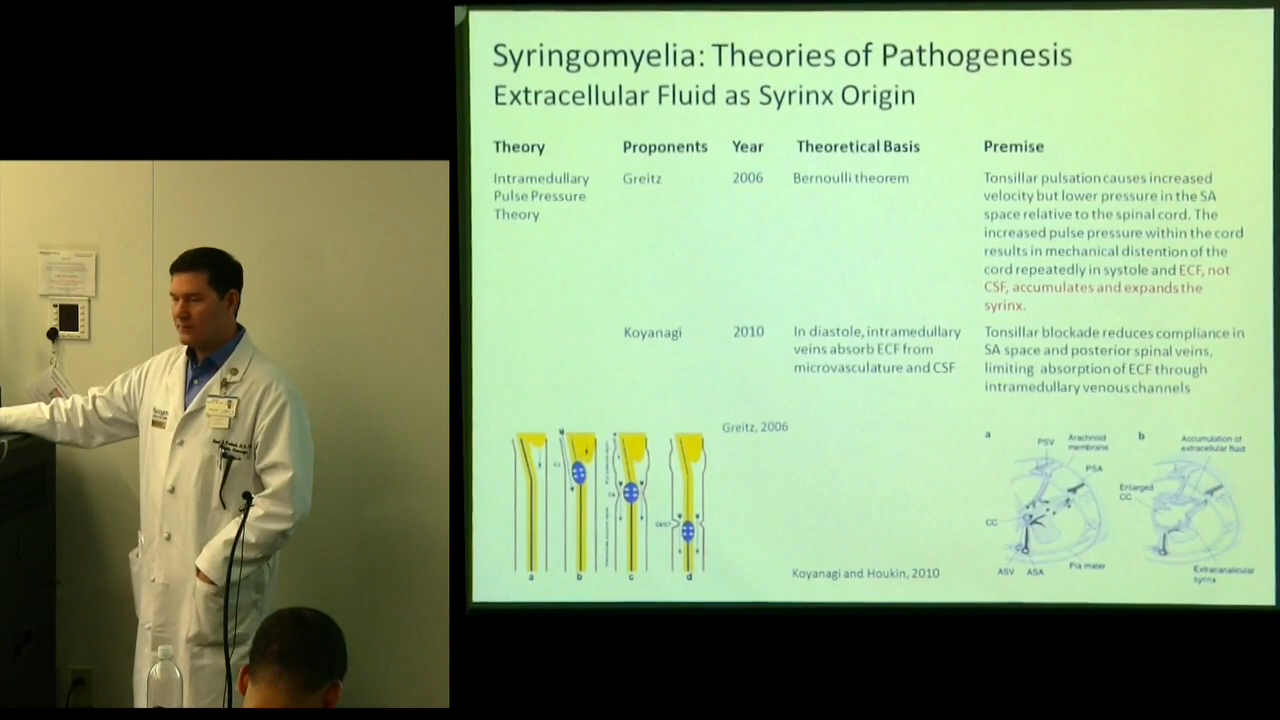 Syringomyelia: Theories of Pathogenesis
Extracellular Fluid as Syrinx Origin
Theory Proponents Year Theoretical Basis Premise
Intramedullary
Pulse Pressure
Theory
Greitz
2006
Bernoulli theorem
Tonsillar pulsation causes increased
velocity but lower pressure in the SA
space relative to the spinal cord. The
increased pulse pressure within the cord
results in mechanical distention of the
cord repeatedly in systole and ECF, not
CSF, accumulates and expands the
syrinx.
Koyanagi
2010
In diastole, intramedullary
veins absorb ECF from
microvasculature and CSF
Tonsillar blockade reduces compliance in
SA space and posterior spinal veins,
limiting absorption of ECF through
intramedullary venous channels
Greitz, 2006
a
b
c
d
Koyanagi and Houkin, 2010
a
PSV
Arachnoid
membrane
PSA
CC
ASV
ASA
Pia mater
b
Accumulation of
extracellular fluid
Enlarged
CC
Extracanalicular
syrinx